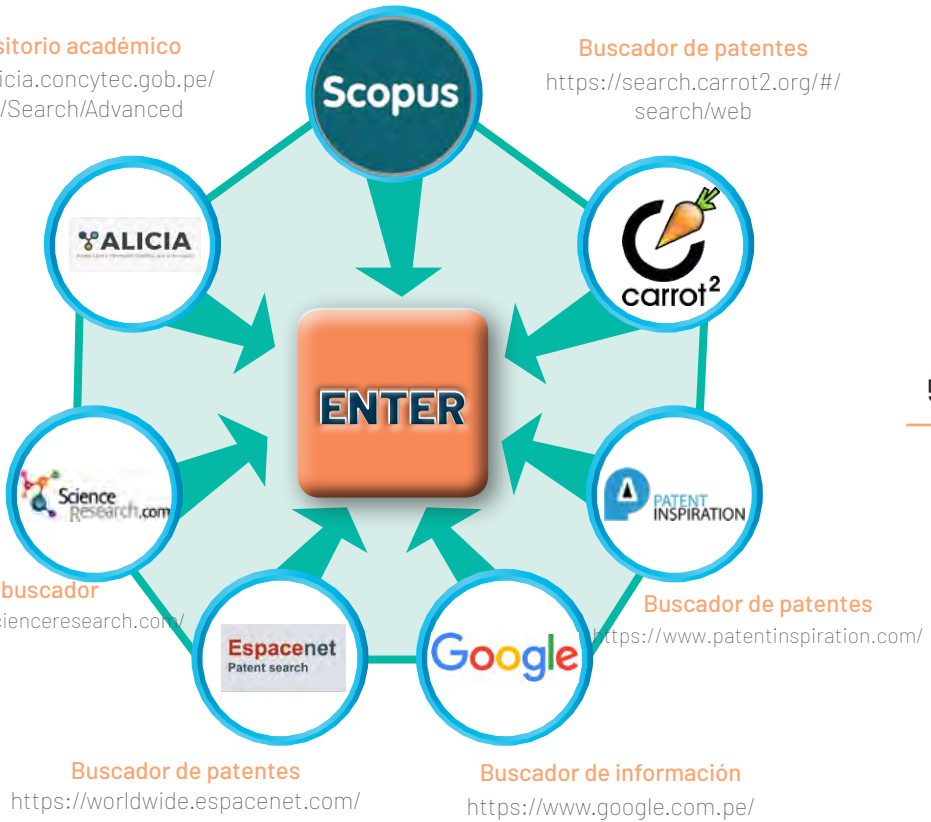 sitorio académico
icia.concytec.gob.pe/
/Search/Advanced
Scopus
Buscador de patentes
https://search.carrot2.org/#/
search/web
ALICIA
carrot²
ENTER
5
Science
Research.com
PATENT
INSPIRATION
buscador
cienceresearch.com/
Buscador de patentes
https://www.patentinspiration.com/
Espacenet
Patent search
Google
Buscador de patentes
https://worldwide.espacenet.com/
Buscador de información
https://www.google.com.pe/